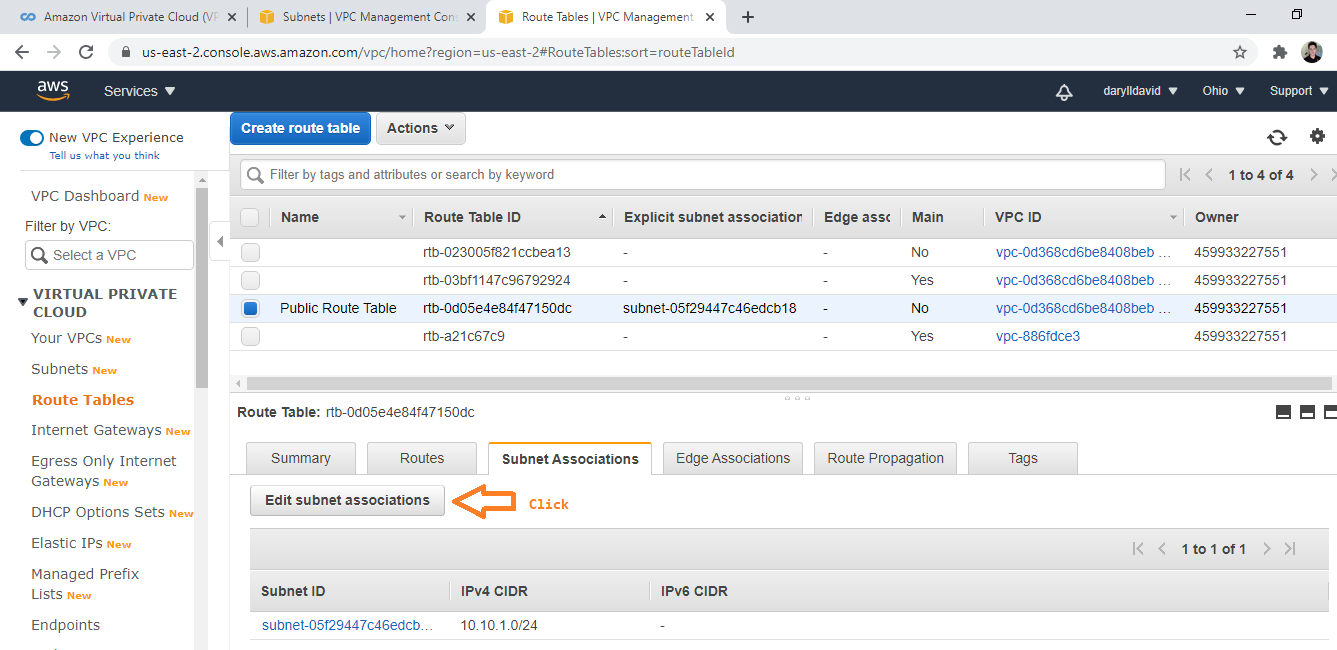 Amazon Virtual Private Cloud (VP
Subnets | VPC Management Cons
Route Tables | VPC Management
us-east-2.console.aws.amazon.com/vpc/home?region=us-east-2#RouteTables:sort=routeTableId
aws
Services
darylldavid
Ohio
Support
New VPC Experience
Tell us what you think
VPC Dashboard New
Filter by VPC:
Select a VPC
VIRTUAL PRIVATE
CLOUD
Your VPCs New
Subnets New
Route Tables
Internet Gateways New
Egress Only Internet
Gateways New
DHCP Options Sets New
Elastic IPs New
Managed Prefix
Lists New
Endpoints
Create route table
Actions
Filter by tags and attributes or search by keyword
1 to 4 of 4
Name Route Table ID Explicit subnet association Edge assc Main VPC ID Owner
rtb-023005f821ccbea13 - - No vpc-0d368cd6be8408beb ... 459933227551
rtb-03bf1147c96792924 - - Yes vpc-0d368cd6be8408beb ... 459933227551
Public Route Table rtb-0d05e4e84f47150dc subnet-05f29447c46edcb18 - No vpc-0d368cd6be8408beb ... 459933227551
rtb-a21c67c9 - - Yes vpc-886fdce3 459933227551
Route Table: rtb-0d05e4e84f47150dc
Summary
Routes
Subnet Associations
Edge Associations
Route Propagation
Tags
Edit subnet associations
Click
1 to 1 of 1
Subnet ID IPv4 CIDR IPv6 CIDR
subnet-05f29447c46edcb... 10.10.1.0/24 -